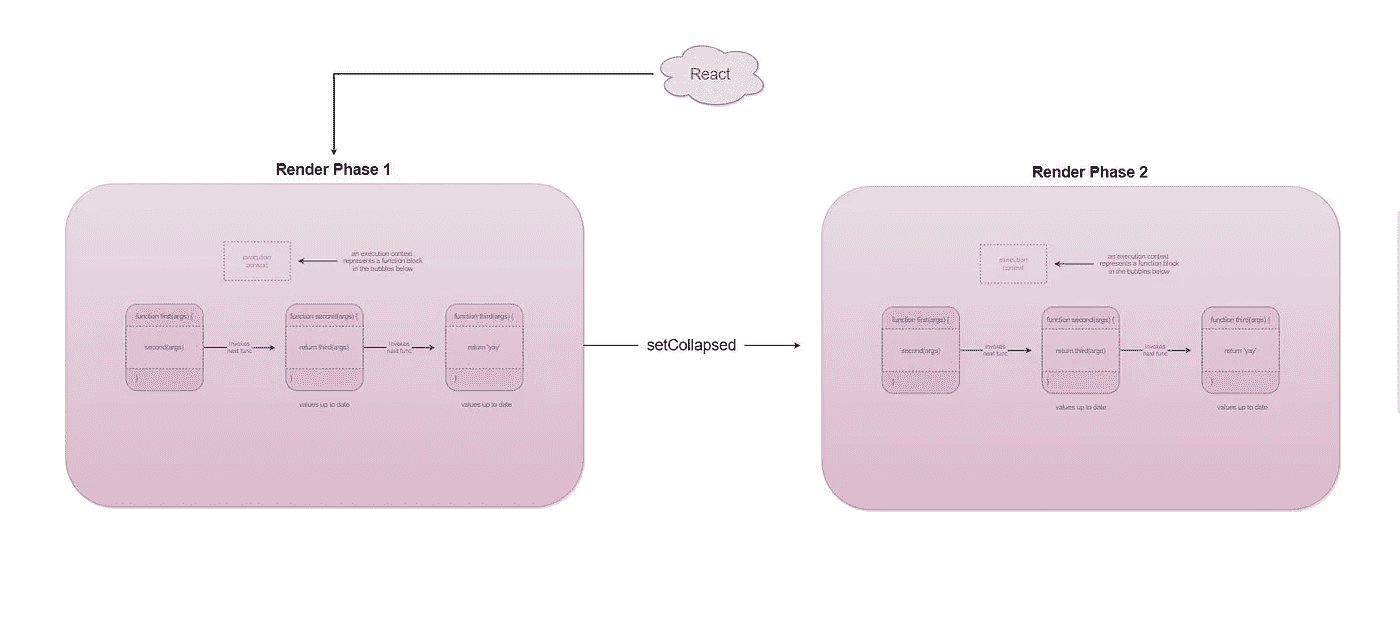 React
Render Phase 1
execution
context
an execution context
represents a function block
in the bubbles below
function first(args) {
second(args)
}
invokes
next func
function second(args) {
return third(args)
}
values up to date
invokes
next func
function third(args) {
return 'yay'
}
values up to date
setCollapsed
Render Phase 2
execution
context
an execution context
represents a function block
in the bubbles below
function first(args) {
second(args)
}
invokes
next func
function second(args) {
return third(args)
}
values up to date
invokes
next func
function third(args) {
return 'yay'
}
values up to date